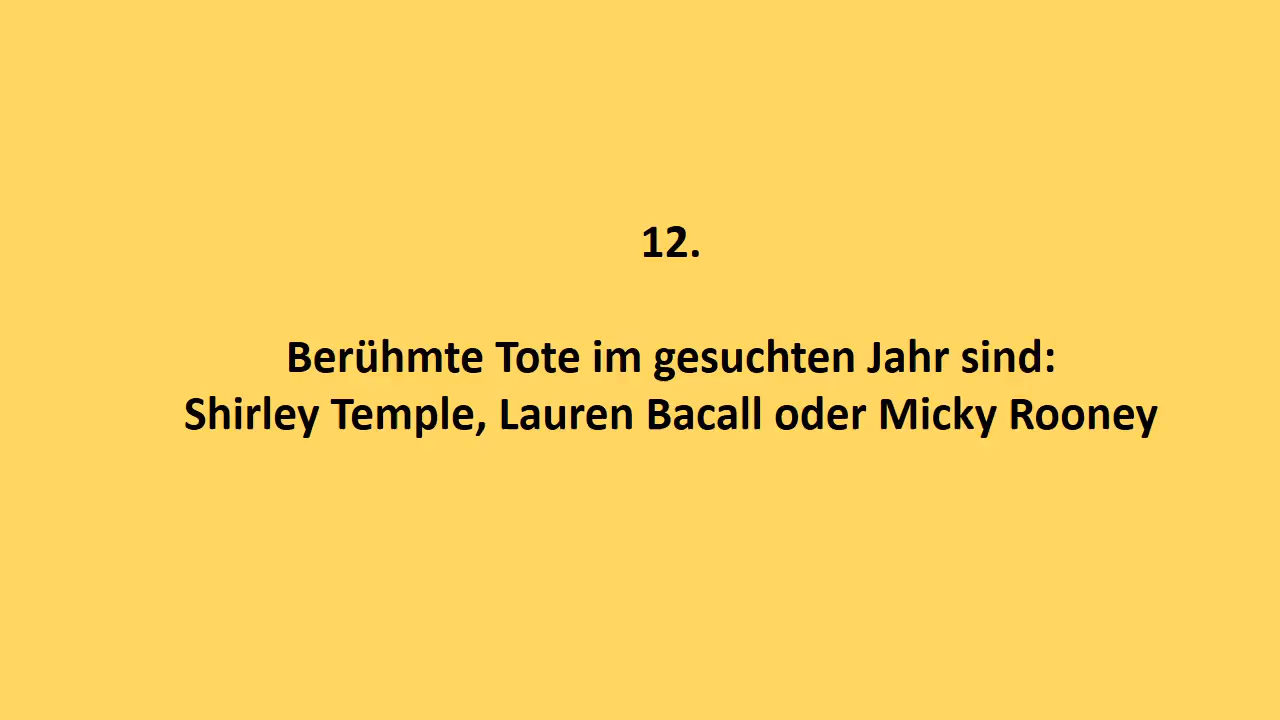 12.
Berühmte Tote im gesuchten Jahr sind:
Shirley Temple, Lauren Bacall oder Micky Rooney